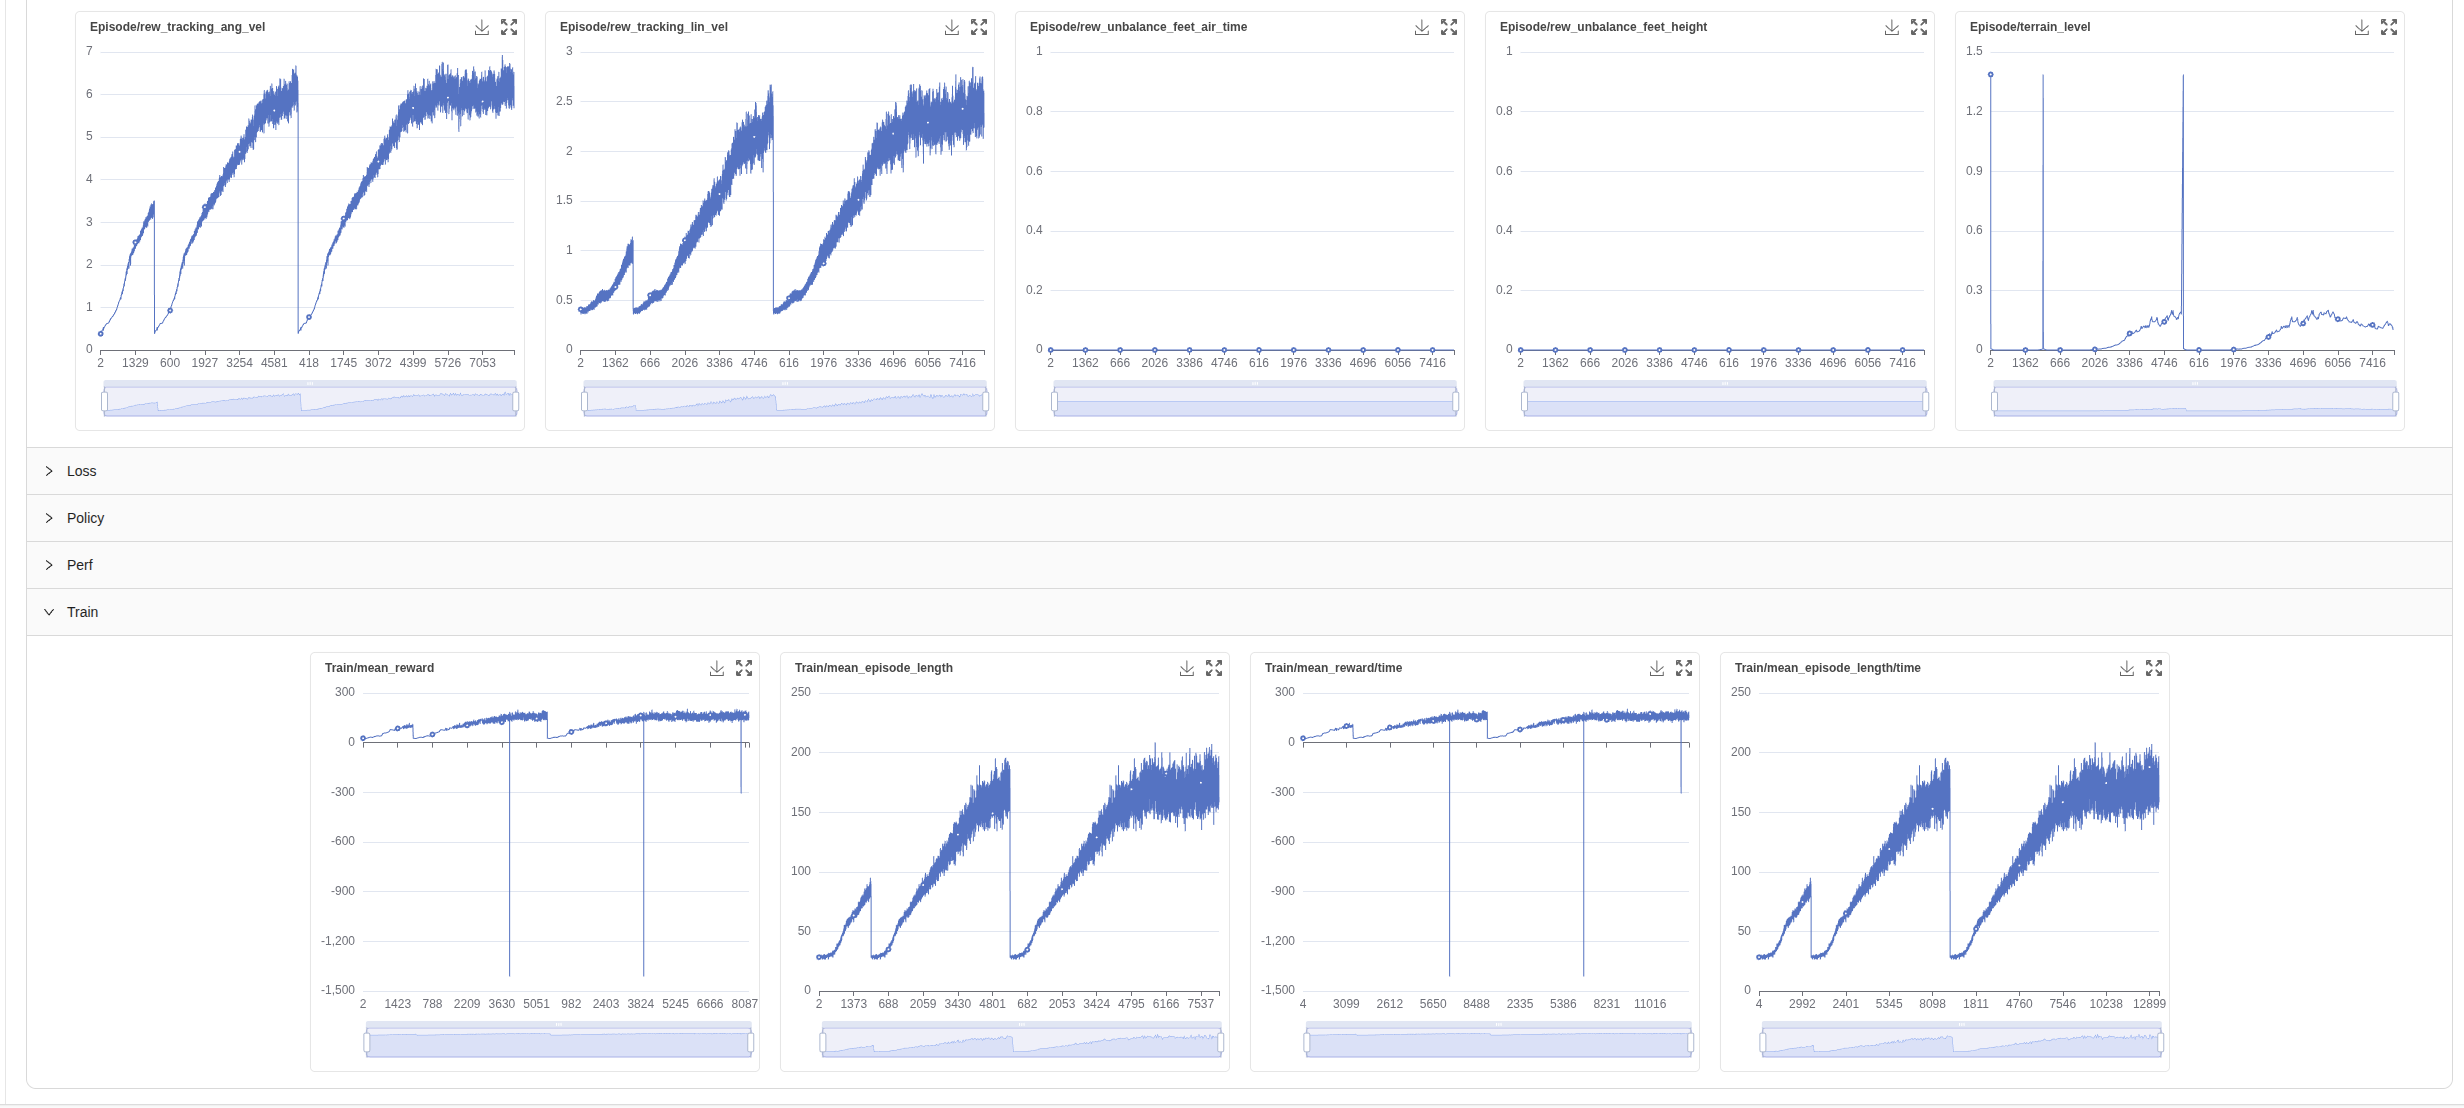 Episode/rew_tracking_ang_vel
7
6
5
4
3
2
1
0
2 1329 600 1927 3254 4581 418 1745 3072 4399 5726 7053
Episode/rew_tracking_lin_vel
3
2.5
2
1.5
1
0.5
0
2 1362 666 2026 3386 4746 616 1976 3336 4696 6056 7416
Episode/rew_unbalance_feet_air_time
1
0.8
0.6
0.4
0.2
0
2 1362 666 2026 3386 4746 616 1976 3336 4696 6056 7416
Episode/rew_unbalance_feet_height
1
0.8
0.6
0.4
0.2
0
2 1362 666 2026 3386 4746 616 1976 3336 4696 6056 7416
Episode/terrain_level
1.5
1.2
0.9
0.6
0.3
0
2 1362 666 2026 3386 4746 616 1976 3336 4696 6056 7416
Loss
Policy
Perf
Train
Train/mean_reward
300
0
-300
-600
-900
-1,200
-1,500
2 1423 788 2209 3630 5051 982 2403 3824 5245 6666 8087
Train/mean_episode_length
250
200
150
100
50
0
2 1373 688 2059 3430 4801 682 2053 3424 4795 6166 7537
Train/mean_reward/time
300
0
-300
-600
-900
-1,200
-1,500
4 3099 2612 5650 8488 2335 5386 8231 11016
Train/mean_episode_length/time
250
200
150
100
50
0
4 2992 2401 5345 8098 1811 4760 7546 10238 12899